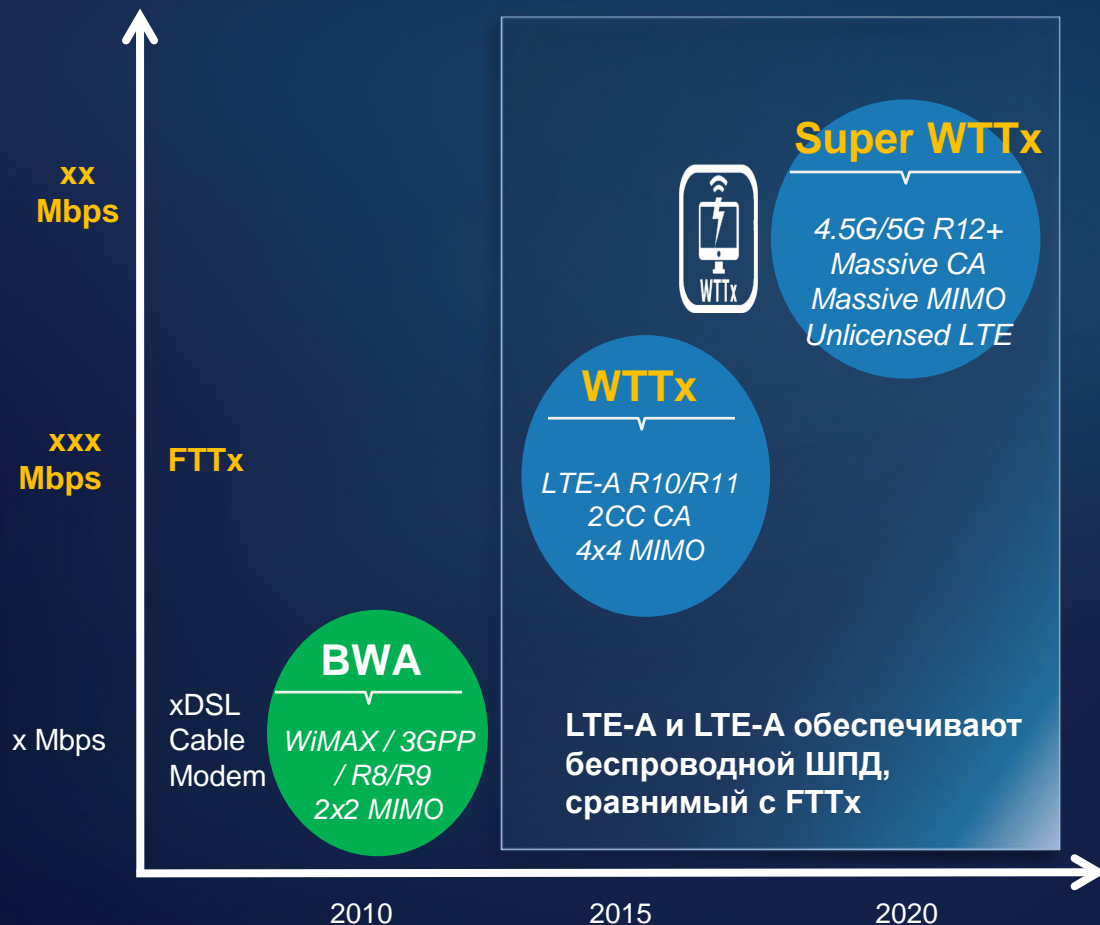 Super WTTx
4.5G/5G R12+
Massive CA
Massive MIMO
Unlicensed LTE
WTTx
xx
Mbps
WTTx
LTE-A R10/R11
2CC CA
4x4 MIMO
xxx
Mbps
FTTx
BWA
WiMAX / 3GPP
/ R8/R9
2x2 MIMO
x Mbps
xDSL
Cable
Modem
LTE-A и LTE-A обеспечивают
беспроводной ШПД,
сравнимый с FTTx
2010
2015
2020